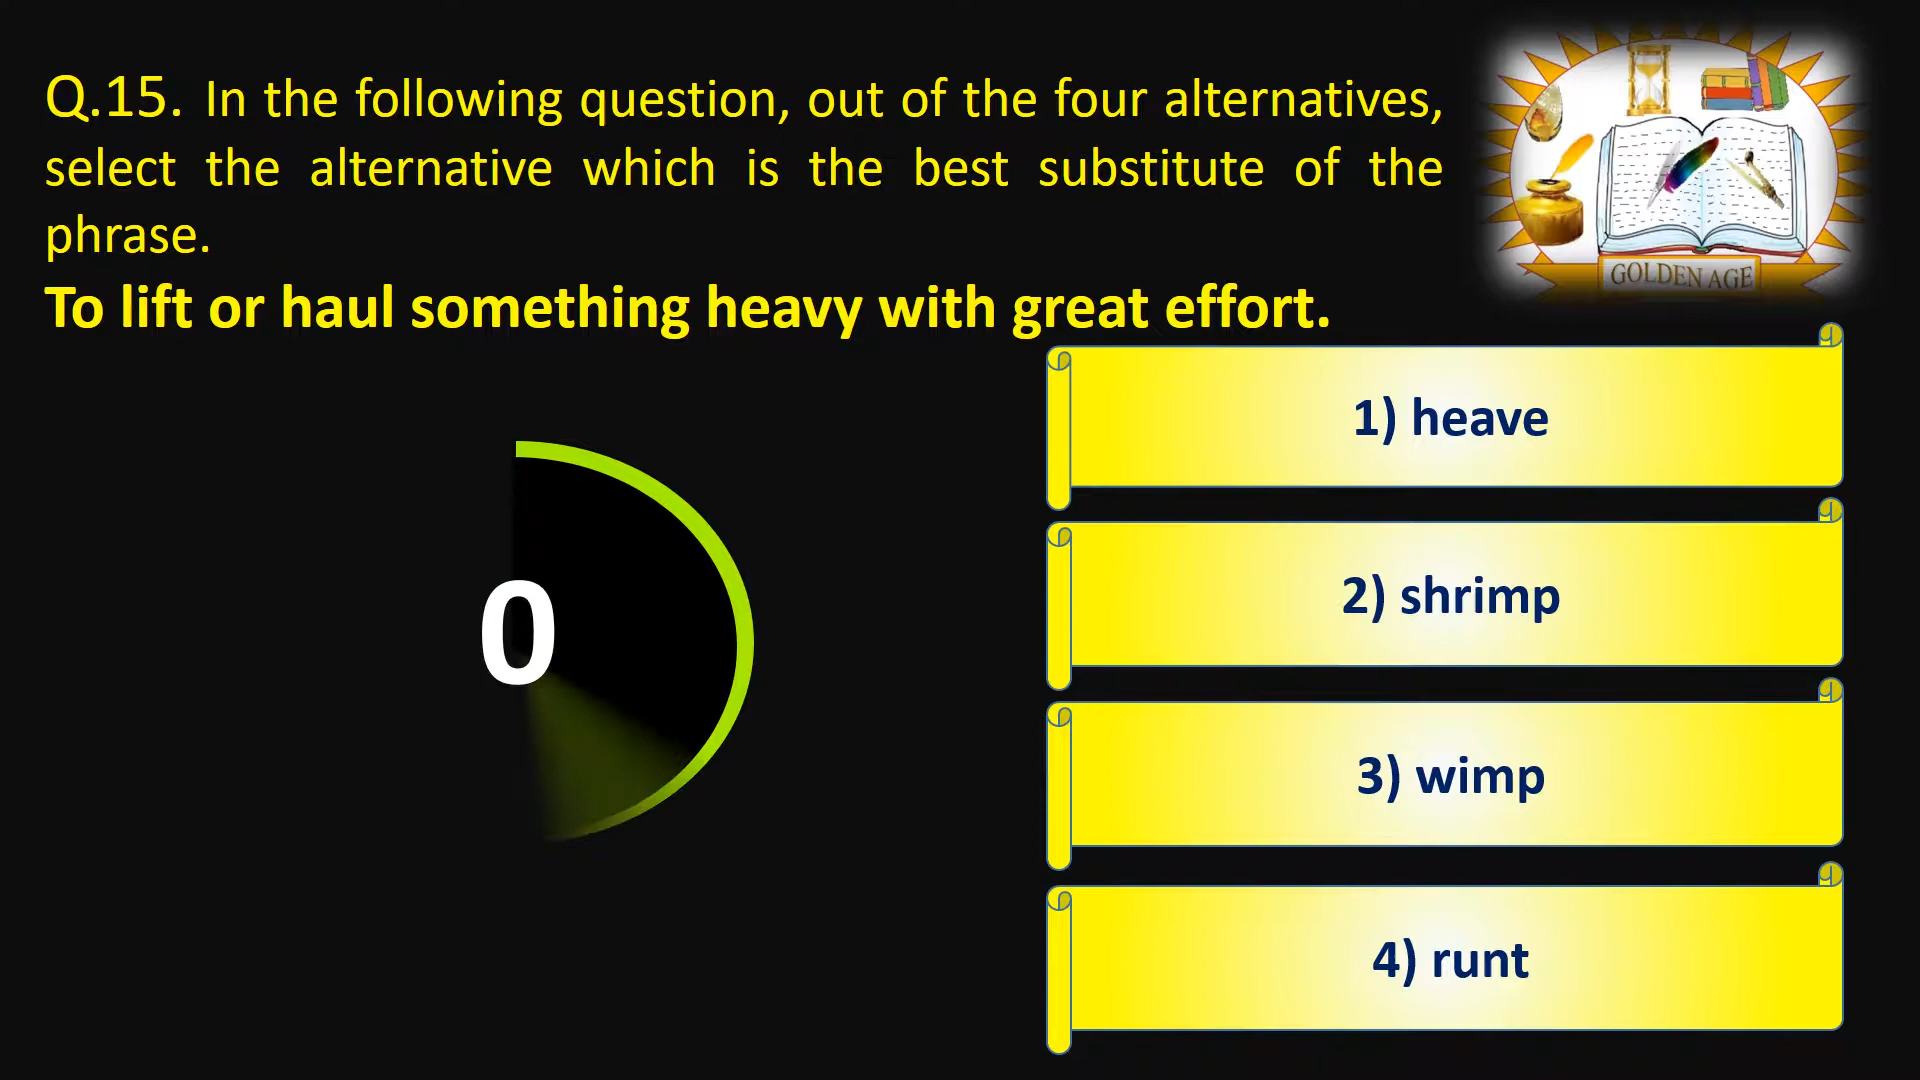 Q.15. In the following question, out of the four alternatives,
select the alternative which is the best substitute of the
phrase.
To lift or haul something heavy with great effort.
GOLDEN AGE
1) heave
2) shrimp
0
3) wimp
4) runt